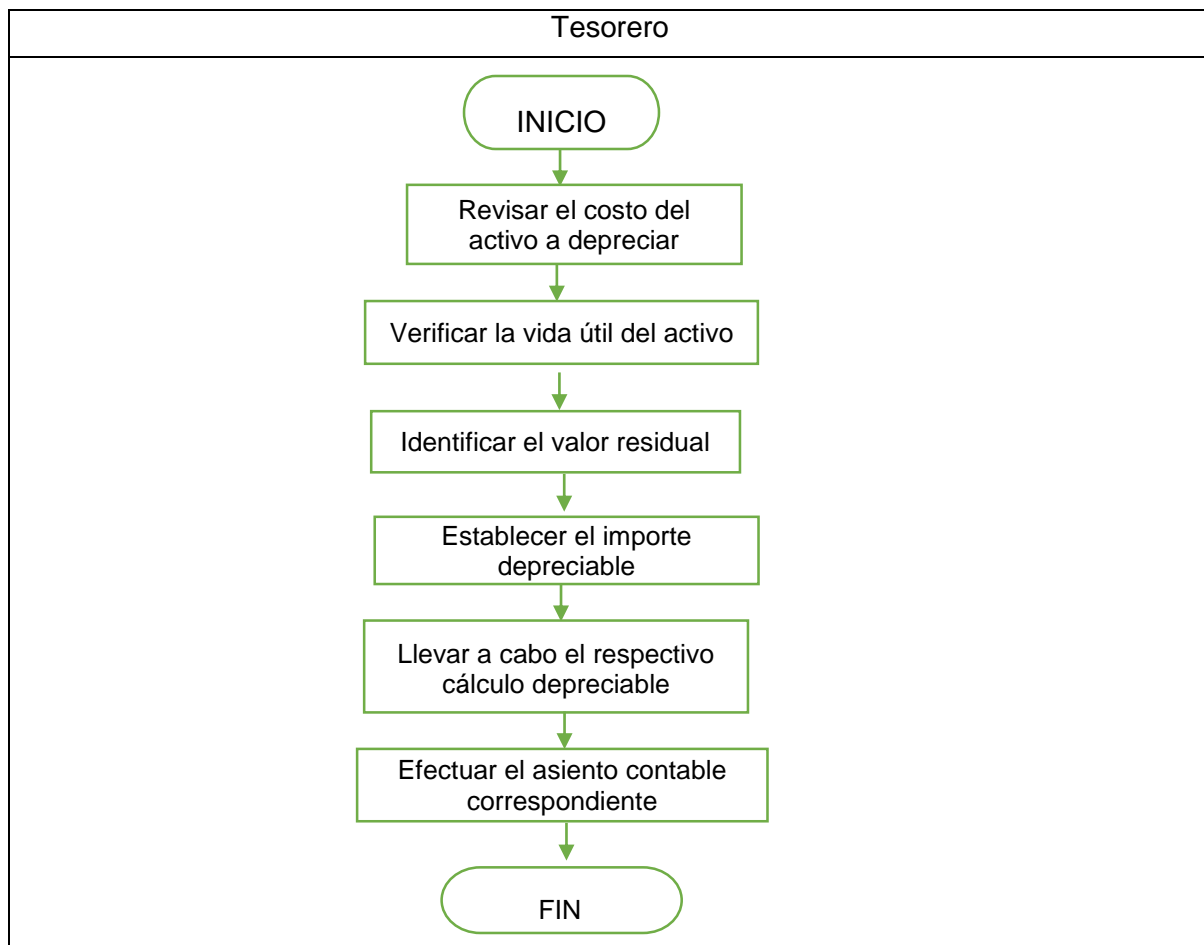 Tesorero
INICIO
Revisar el costo del
activo a depreciar
Verificar la vida útil del activo
Identificar el valor residual
Establecer el importe
depreciable
Llevar a cabo el respectivo
cálculo depreciable
Efectuar el asiento contable
correspondiente
FIN